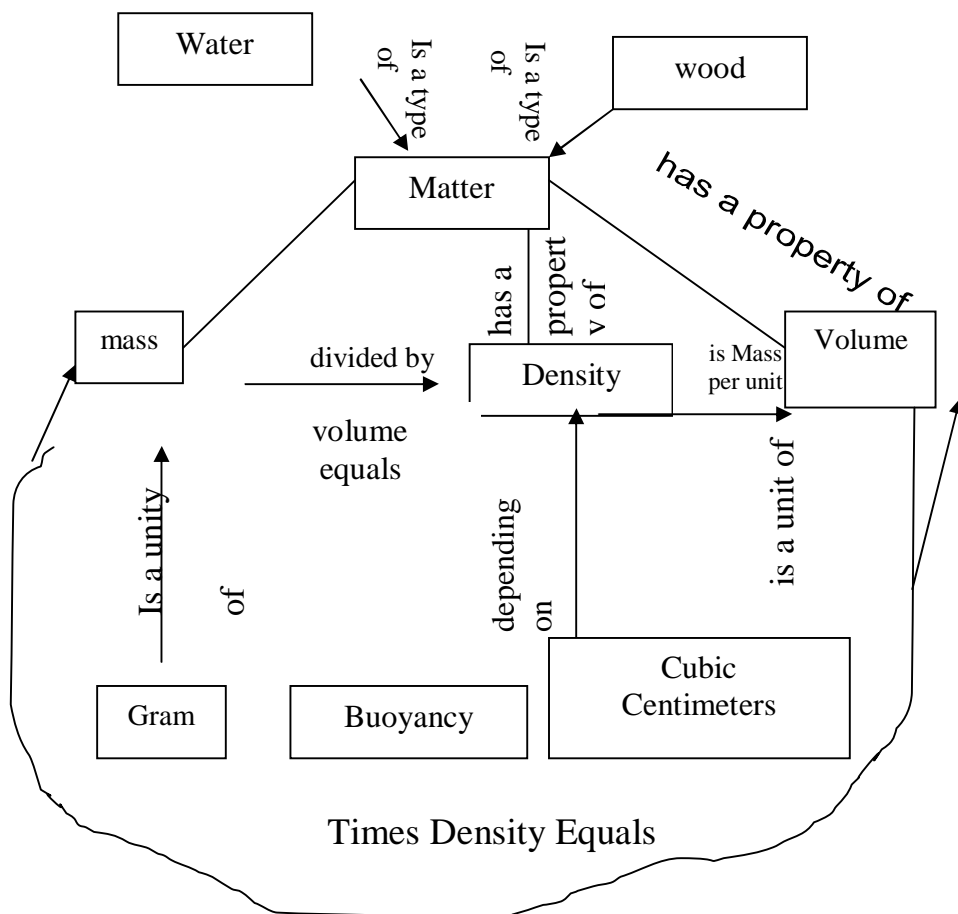 Water
Is a type
of
Is a type
of
wood
Matter
has a property of
has a
propert
v of
mass
divided by
Density
is Mass
per unit
Volume
volume
equals
Is a unity
of
depending
on
is a unit of
Gram
Buoyancy
Cubic
Centimeters
Times Density Equals